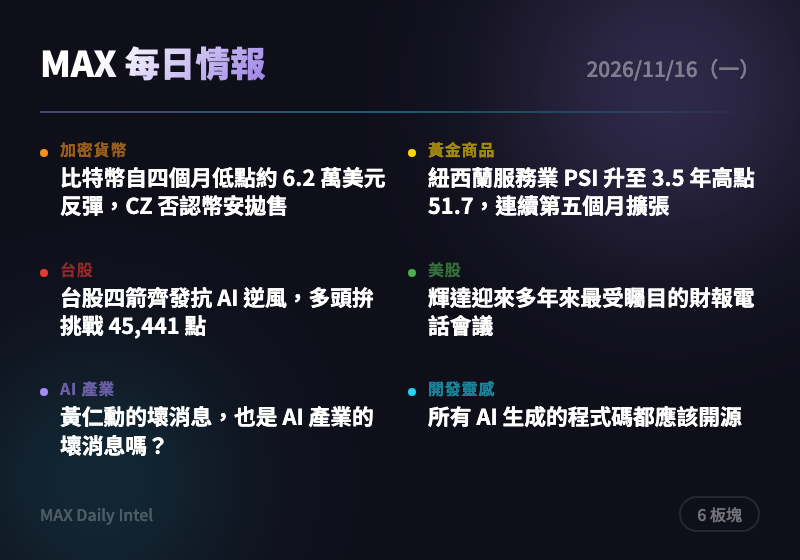 MAX 每日情報
2026/11/16（一）
加密貨幣
比特幣自四個月低點約 6.2 萬美元
反彈，CZ 否認幣安拋售
黃金商品
紐西蘭服務業 PSI 升至 3.5 年高點
51.7，連續第五個月擴張
台股
台股四箭齊發抗 AI 逆風，多頭拚
挑戰 45,441 點
美股
輝達迎來多年來最受矚目的財報電
話會議
AI 產業
黃仁勳的壞消息，也是 AI 產業的
壞消息嗎？
開發靈感
所有 AI 生成的程式碼都應該開源
MAX Daily Intel
6 板塊